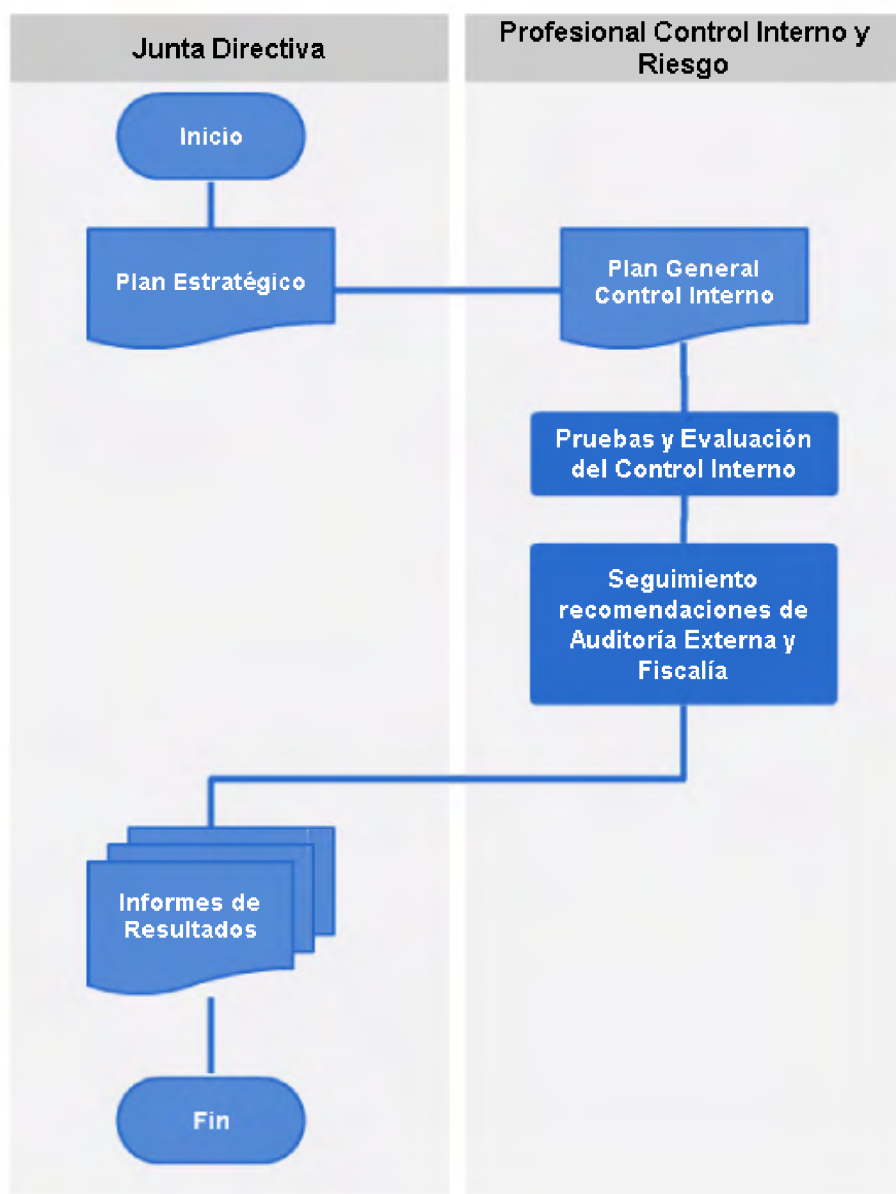 Junta Directiva
Profesional Control Interno y
Riesgo
Inicio
Plan Estratégico
Plan General
Control Interno
Pruebas y Evaluación
del Control Interno
Seguimiento
recomendaciones de
Auditoría Externa y
Fiscalía
Informes de
Resultados
Fin